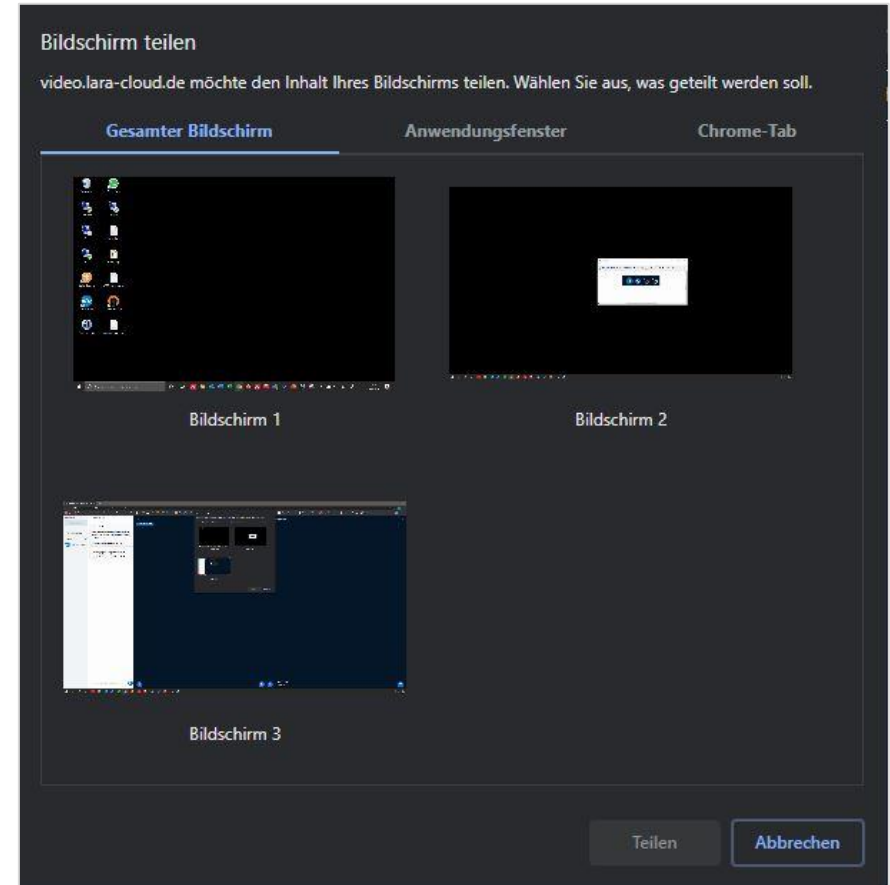 Bildschirm teilen
video.lara-cloud.de möchte den Inhalt Ihres Bildschirms teilen. Wählen Sie aus, was geteilt werden soll.
Gesamter Bildschirm Anwendungsfenster Chrome-Tab
Bildschirm 1 Bildschirm 2
Bildschirm 3
Teilen Abbrechen